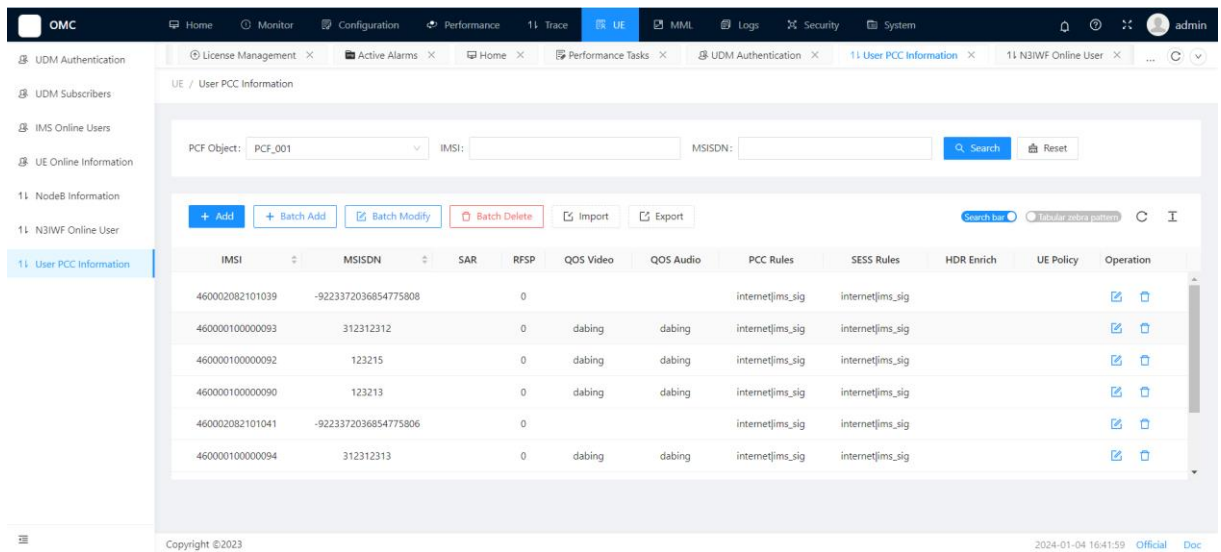 OMC Home Monitor Configuration Performance Trace UE MML Logs Security System admin
License Management Active Alarms Home Performance Tasks UDM Authentication User PCC Information N3IWF Online User ...
UE / User PCC Information
UDM Authentication
UDM Subscribers
IMS Online Users
UE Online Information
NodeB Information
N3IWF Online User
User PCC Information
PCF Object: PCF_001 IMSI: MSISDN: Search Reset
+ Add + Batch Add Batch Modify Batch Delete Import Export Search bar Tabular zebra pattern
IMSI MSISDN SAR RFSP QOS Video QOS Audio PCC Rules SESS Rules HDR Enrich UE Policy Operation
460002082101039 -9223372036854775808 0 internet|ims_sig internet|ims_sig
460000100000093 312312312 0 dabing dabing internet|ims_sig internet|ims_sig
460000100000092 123215 0 dabing dabing internet|ims_sig internet|ims_sig
460000100000090 123213 0 dabing dabing internet|ims_sig internet|ims_sig
460002082101041 -9223372036854775806 0 internet|ims_sig internet|ims_sig
460000100000094 312312313 0 dabing dabing internet|ims_sig internet|ims_sig
Copyright ©2023 2024-01-04 16:41:59 Official Doc